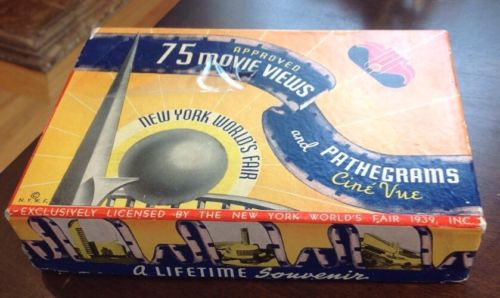 APPROVED
75 MOVIE VIEWS
and PATHEGRAMS
Ciné Vue
NEW YORK WORLD'S FAIR
©
N.Y.W.F.
EXCLUSIVELY LICENSED BY THE NEW YORK WORLD'S FAIR 1939, INC.
A LIFETIME Souvenir